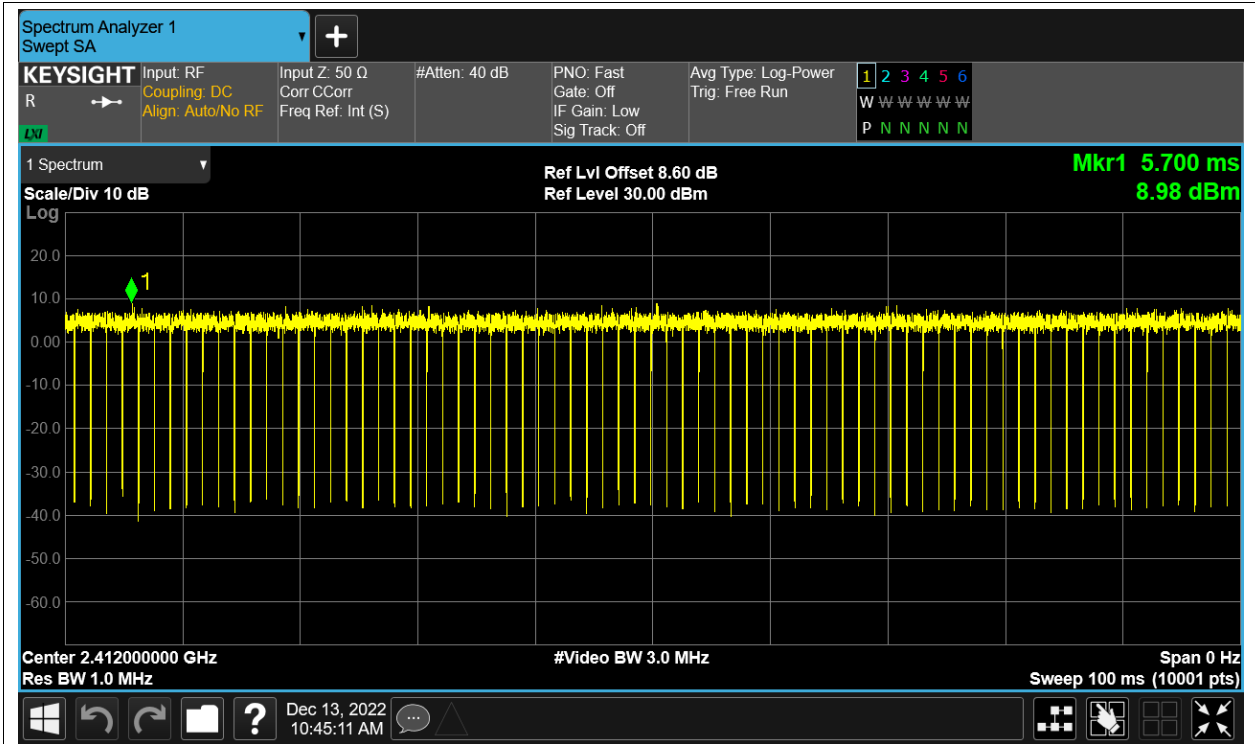 Spectrum Analyzer 1
Swept SA
+
KEYSIGHT
R
LXI
Input: RF
Coupling: DC
Align: Auto/No RF
Input Z: 50 Ω
Corr CCorr
Freq Ref: Int (S)
#Atten: 40 dB
PNO: Fast
Gate: Off
IF Gain: Low
Sig Track: Off
Avg Type: Log-Power
Trig: Free Run
1 2 3 4 5 6
W W W W W W
P N N N N N
1 Spectrum
Scale/Div 10 dB
Ref Lvl Offset 8.60 dB
Ref Level 30.00 dBm
Mkr1 5.700 ms
8.98 dBm
Log
20.0
1
10.0
0.00
-10.0
-20.0
-30.0
-40.0
-50.0
-60.0
Center 2.412000000 GHz
Res BW 1.0 MHz
#Video BW 3.0 MHz
Span 0 Hz
Sweep 100 ms (10001 pts)
?
Dec 13, 2022
10:45:11 AM